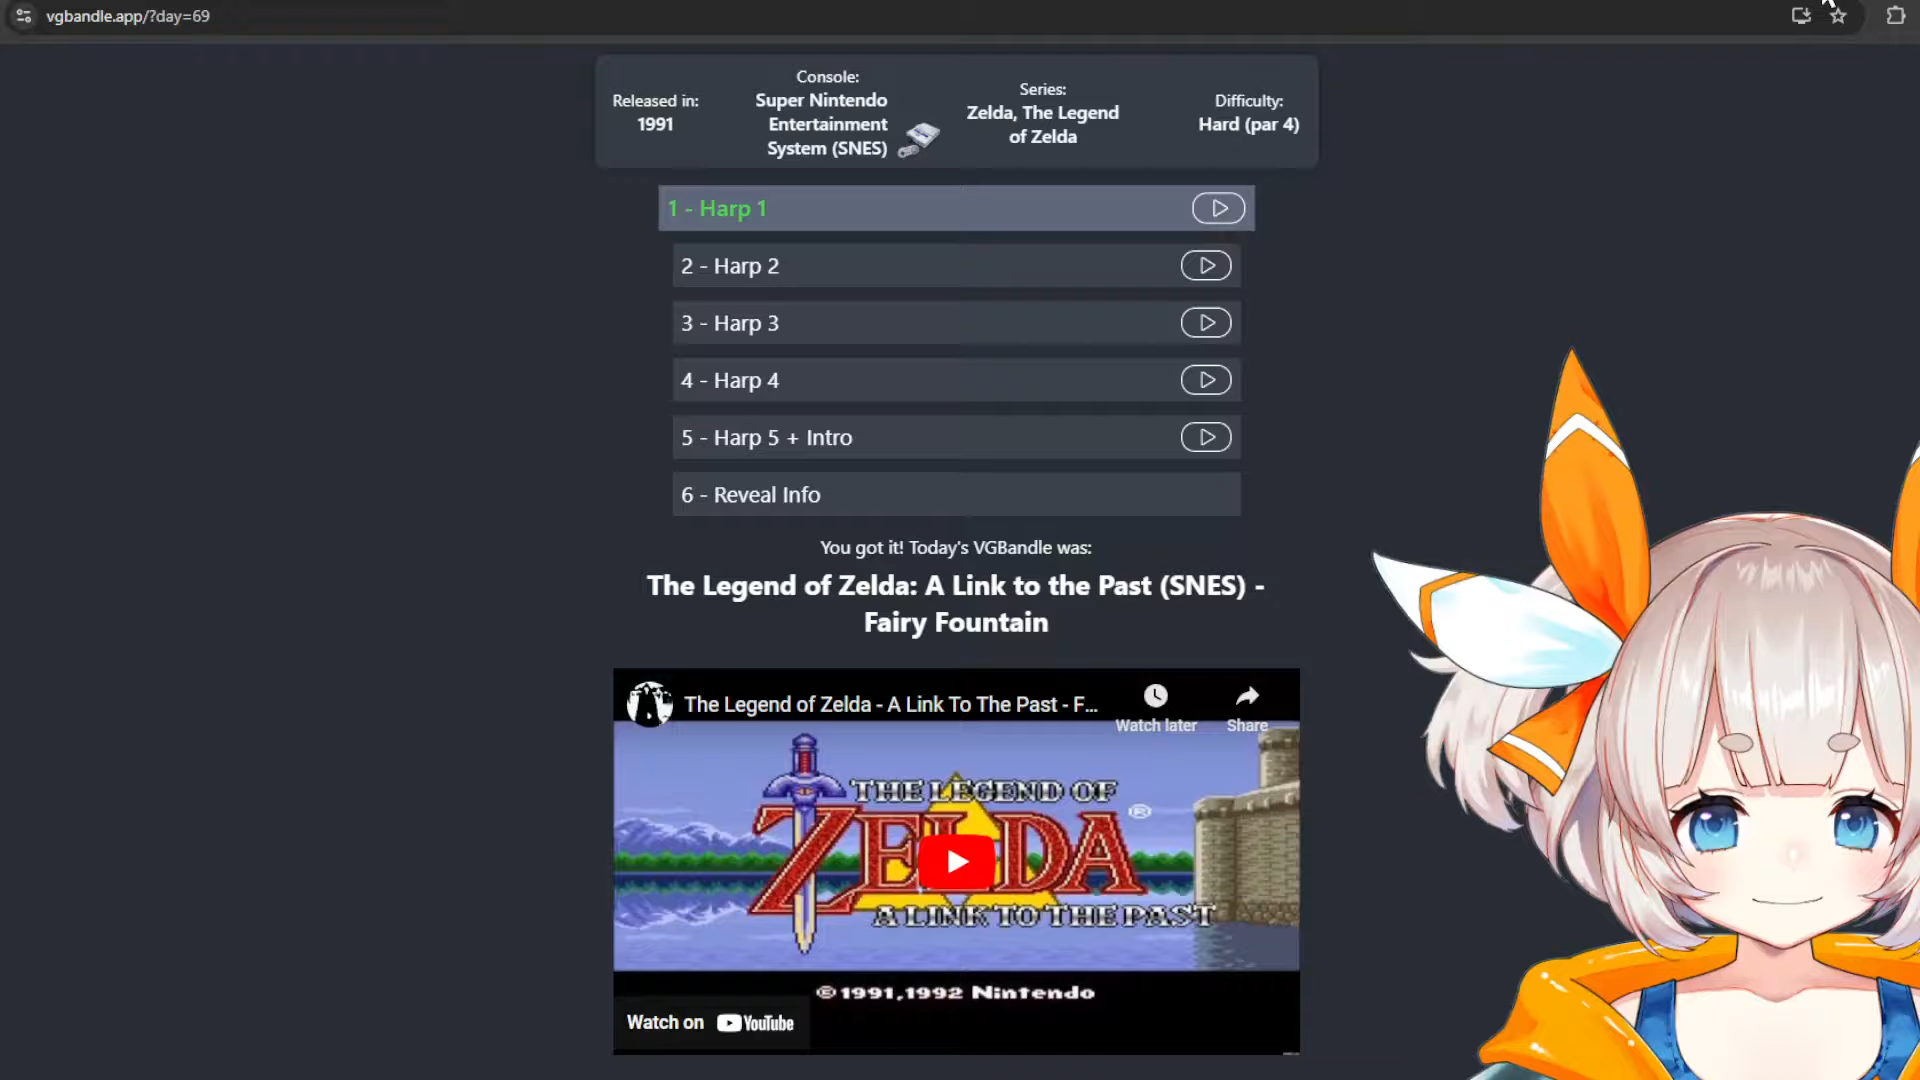 vgbandle.app/?day=69
Released in:
1991
Console:
Super Nintendo
Entertainment
System (SNES)
Series:
Zelda, The Legend
of Zelda
Difficulty:
Hard (par 4)
1 - Harp 1
2 - Harp 2
3 - Harp 3
4 - Harp 4
5 - Harp 5 + Intro
6 - Reveal Info
You got it! Today's VGBandle was:
The Legend of Zelda: A Link to the Past (SNES) -
Fairy Fountain
The Legend of Zelda - A Link To The Past - F...
Watch later
Share
THE LEGEND OF
ZELDA ®
A LINK TO THE PAST
©1991,1992 Nintendo
Watch on YouTube